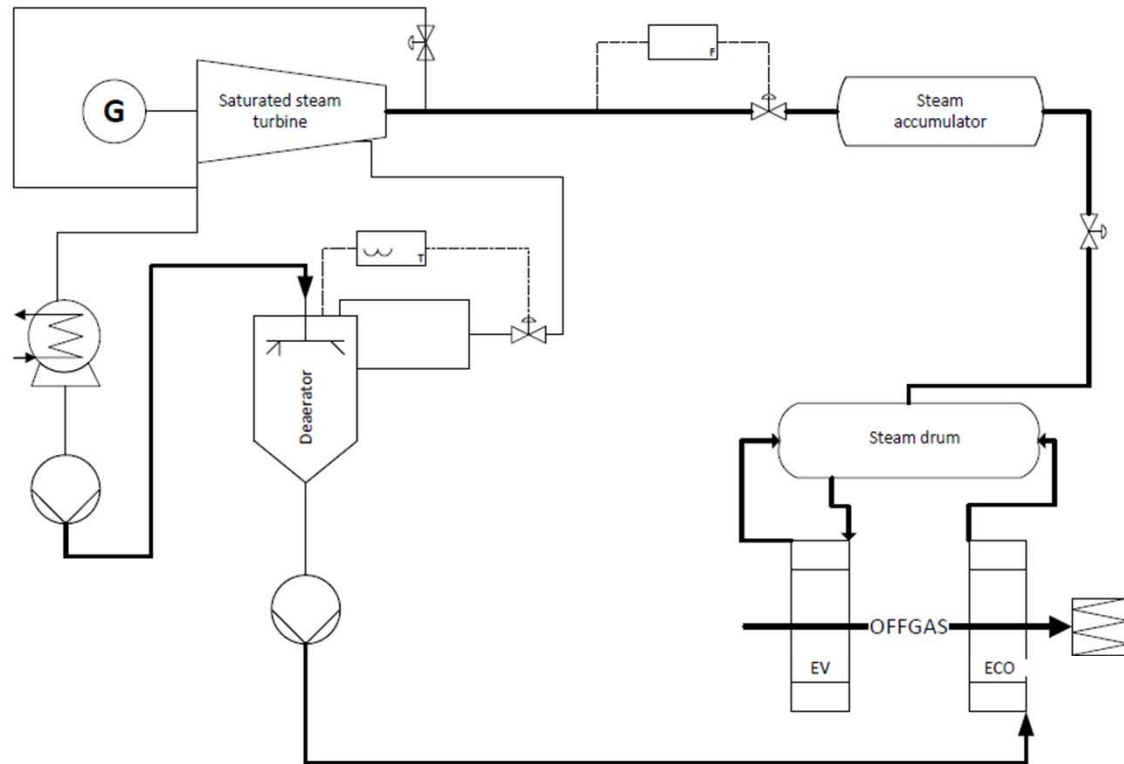 F
G
Saturated steam
turbine
Steam
accumulator
T
Deaerator
Steam drum
OFFGAS
EV
ECO